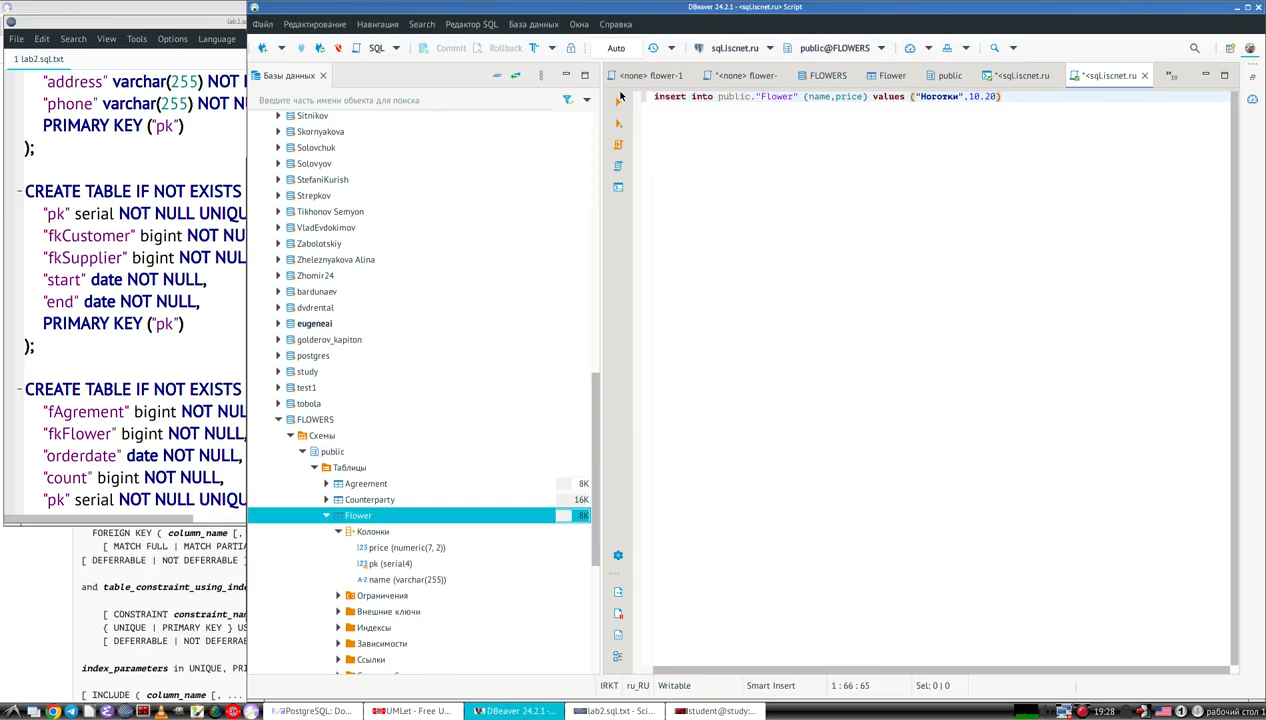 DBeaver 24.2.1 - <sql.iscnet.ru> Script
lab2.sql
Файл Редактирование Навигация Search Редактор SQL База данных Окна Справка
File Edit Search View Tools Options Language
SQL Commit Rollback Auto <sql.iscnet.ru> public@FLOWERS
1 lab2.sql.txt
Базы данных
<none> flower-1 *<none> flower- FLOWERS Flower public *<sql.iscnet.ru *<sql.iscnet.ru
Введите часть имени объекта для поиска
insert into public."Flower" (name,price) values ("Ноготки",10.20)
"address" varchar(255) NOT
"phone" varchar(255) NOT
PRIMARY KEY ("pk")
);
CREATE TABLE IF NOT EXISTS
"pk" serial NOT NULL UNIQU
"fkCustomer" bigint NOT NU
"fkSupplier" bigint NOT NUL
"start" date NOT NULL,
"end" date NOT NULL,
PRIMARY KEY ("pk")
);
CREATE TABLE IF NOT EXISTS
"fAgrement" bigint NOT NUL
"fkFlower" bigint NOT NULL,
"orderdate" date NOT NULL,
"count" bigint NOT NULL,
"pk" serial NOT NULL UNIQU
Sitnikov
Skornyakova
Solovchuk
Solovyov
StefaniKurish
Strepkov
Tikhonov Semyon
VladEvdokimov
Zabolotskiy
Zheleznyakova Alina
Zhomir24
bardunaev
dvdrental
eugeneai
golderov_kapiton
postgres
study
test1
tobola
FLOWERS
Схемы
public
Таблицы
Agreement 8K
Counterparty 16K
Flower 8K
Колонки
123 price (numeric(7, 2))
123 pk (serial4)
A-Z name (varchar(255))
Ограничения
Внешние ключи
Индексы
Зависимости
Ссылки
FOREIGN KEY ( column_name [,
[ MATCH FULL | MATCH PARTIA
[ DEFERRABLE | NOT DEFERRABLE ]
and table_constraint_using_inde
[ CONSTRAINT constraint_nam
{ UNIQUE | PRIMARY KEY } US
[ DEFERRABLE | NOT DEFERRAB
index_parameters in UNIQUE, PRI
[ INCLUDE ( column_name [, ...
IRKT ru_RU Writable Smart Insert 1 : 66 : 65 Sel: 0 | 0
PostgreSQL: Do... UMLet - Free U... DBeaver 24.2.1 -... lab2.sql.txt - Sci... student@study:... 19:28 рабочий стол 1